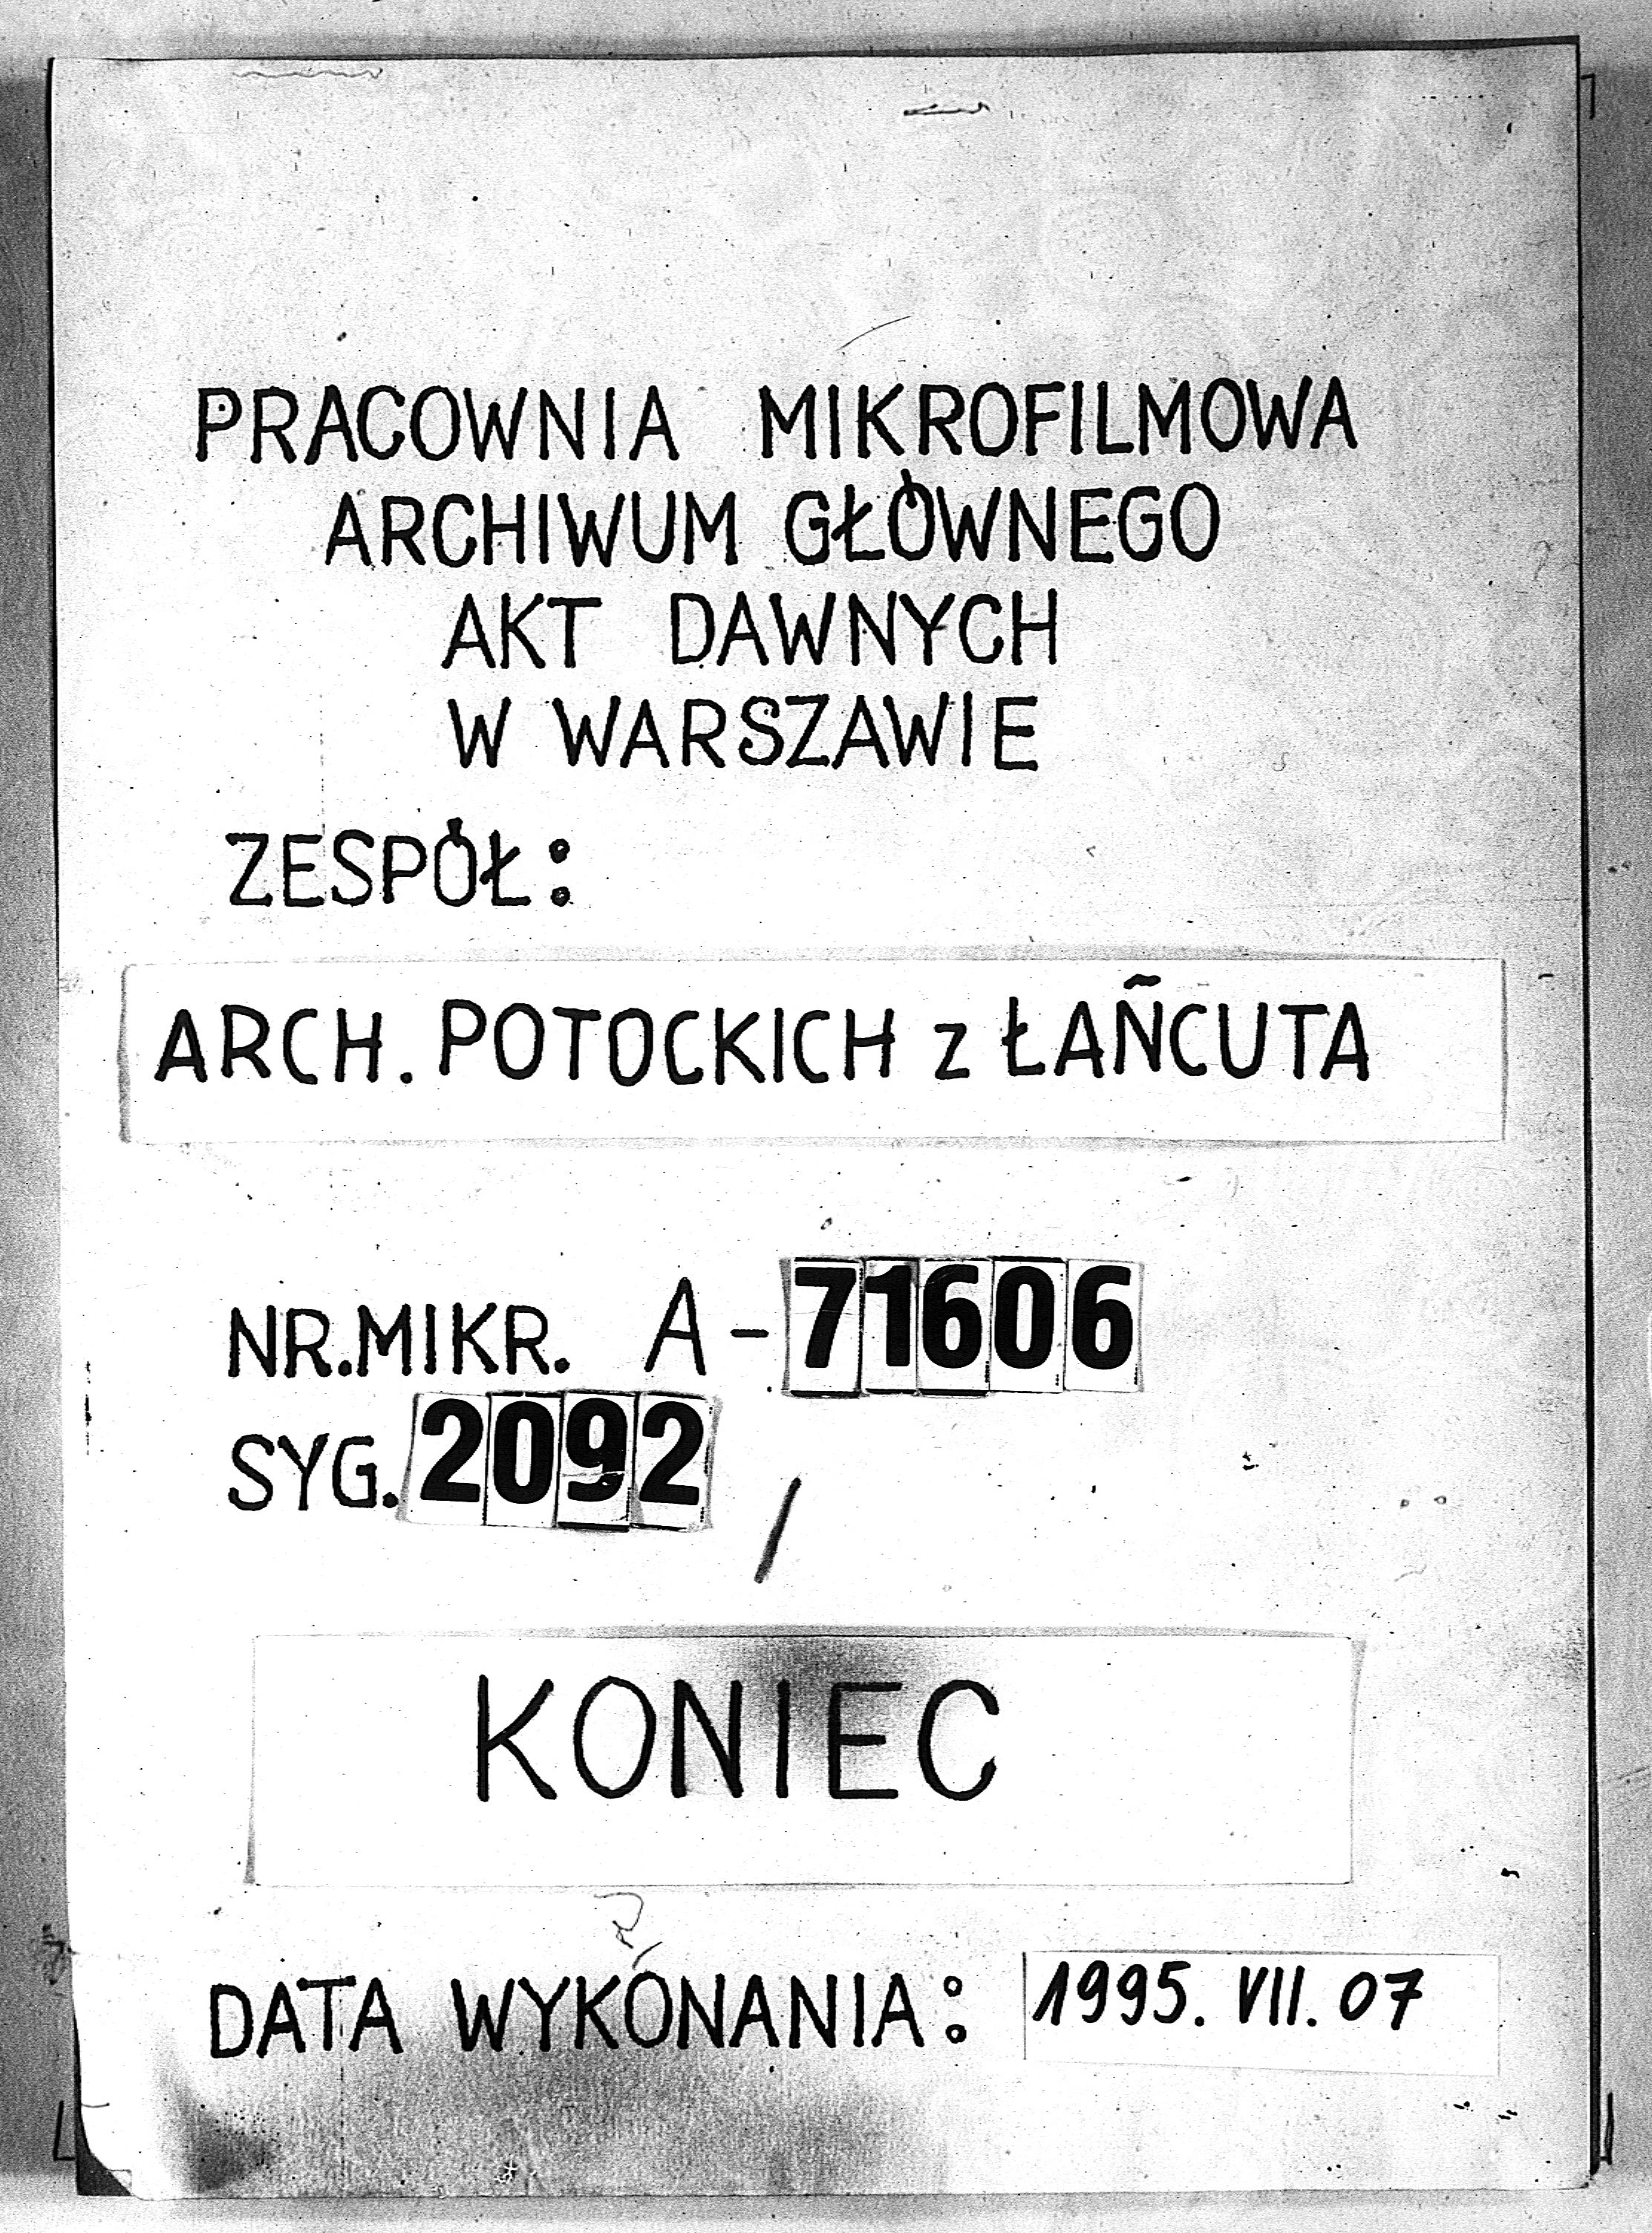 PRACOWNIA MIKROFILMOWA
ARCHIWUM GŁÓWNEGO
AKT DAWNYCH
W WARSZAWIE
ZESPÓŁ:
ARCH. POTOCKICH z ŁAŃCUTA
NR.MIKR. A-71606
SYG. 2092 /
KONIEC
DATA WYKONANIA: 1995. VII. 07